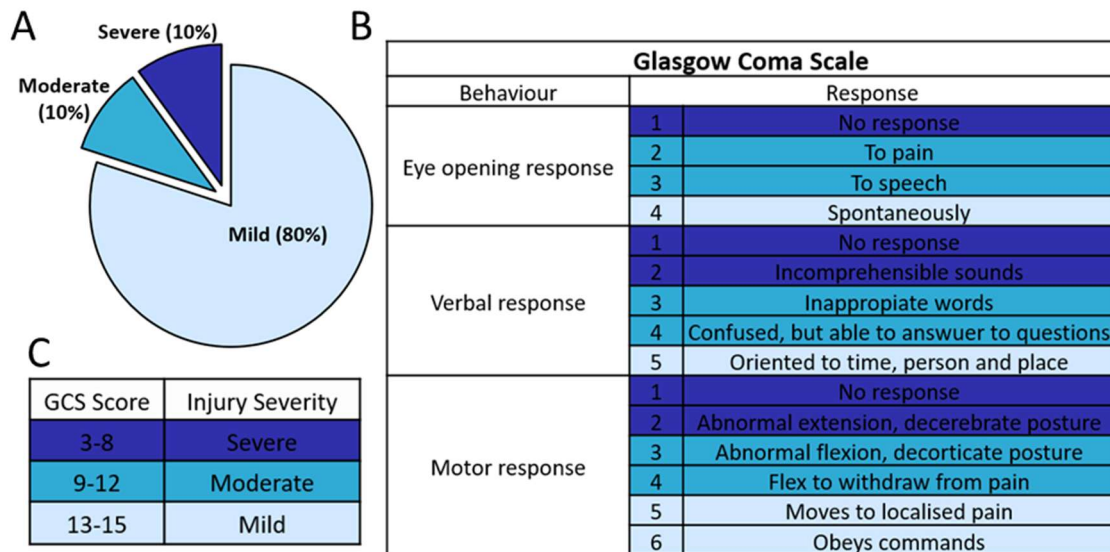 A
Severe (10%)
Moderate
(10%)
Mild (80%)
B
Glasgow Coma Scale
Behaviour Response
Eye opening response
1 No response
2 To pain
3 To speech
4 Spontaneously
Verbal response
1 No response
2 Incomprehensible sounds
3 Inappropiate words
4 Confused, but able to answuer to questions
5 Oriented to time, person and place
Motor response
1 No response
2 Abnormal extension, decerebrate posture
3 Abnormal flexion, decorticate posture
4 Flex to withdraw from pain
5 Moves to localised pain
6 Obeys commands
C
GCS Score Injury Severity
3-8 Severe
9-12 Moderate
13-15 Mild